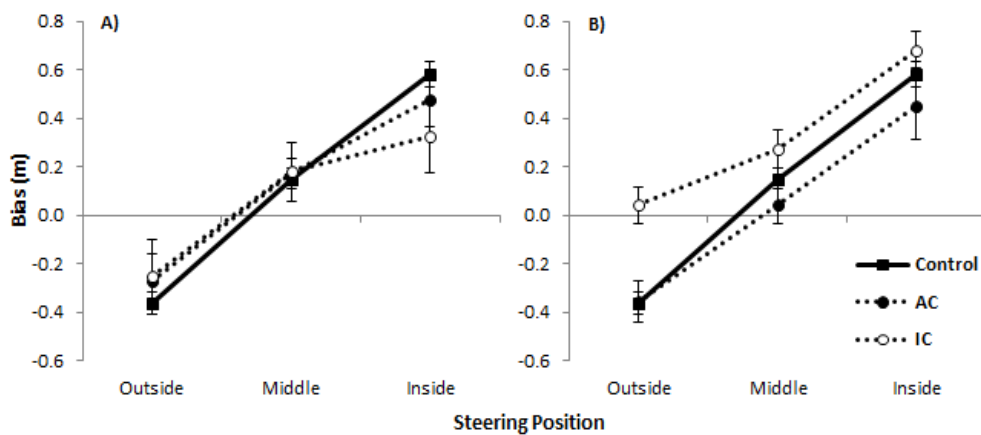 A)
B)
Bias (m)
0.8
0.6
0.4
0.2
0.0
-0.2
-0.4
-0.6
Outside Middle Inside
0.8
0.6
0.4
0.2
0.0
-0.2
-0.4
-0.6
Outside Middle Inside
Control
AC
IC
Steering Position